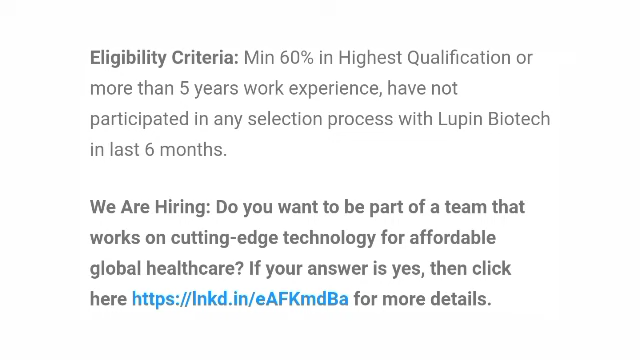 Eligibility Criteria: Min 60% in Highest Qualification or
more than 5 years work experience, have not
participated in any selection process with Lupin Biotech
in last 6 months.
We Are Hiring: Do you want to be part of a team that
works on cutting-edge technology for affordable
global healthcare? If your answer is yes, then click
here https://lnkd.in/eAFKmdBa for more details.